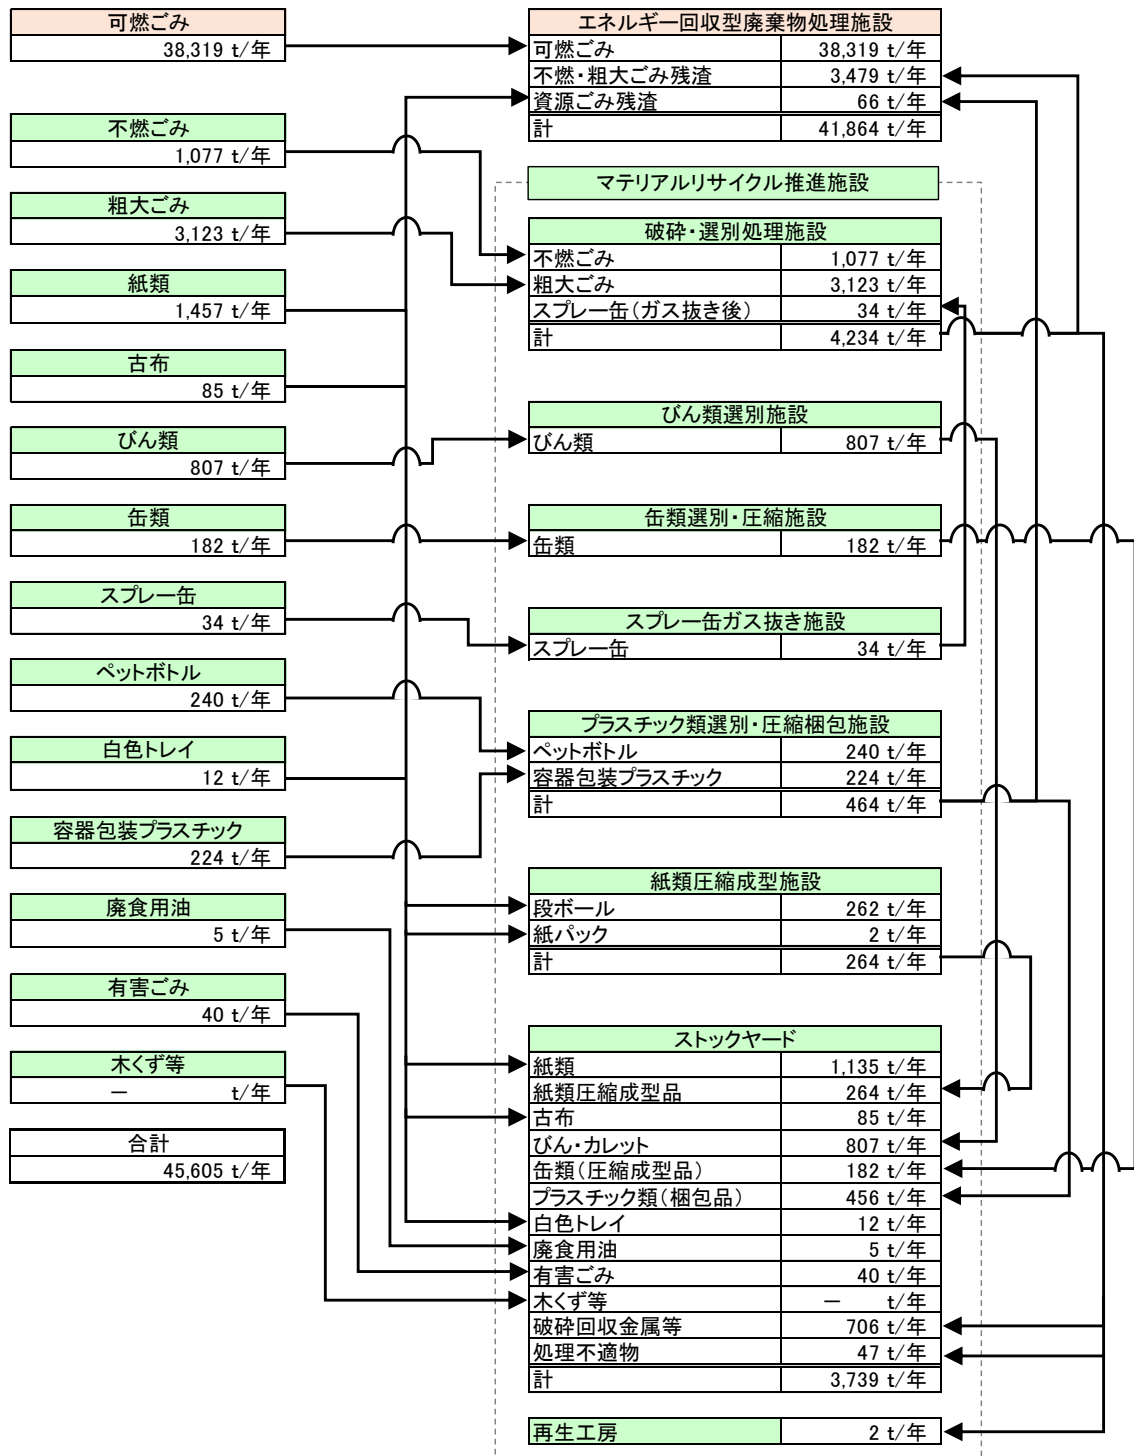 可燃ごみ
38,319 t/年
不燃ごみ
1,077 t/年
粗大ごみ
3,123 t/年
紙類
1,457 t/年
古布
85 t/年
びん類
807 t/年
缶類
182 t/年
スプレー缶
34 t/年
ペットボトル
240 t/年
白色トレイ
12 t/年
容器包装プラスチック
224 t/年
廃食用油
5 t/年
有害ごみ
40 t/年
木くず等
－ t/年
合計
45,605 t/年
エネルギー回収型廃棄物処理施設
可燃ごみ 38,319 t/年
不燃・粗大ごみ残渣 3,479 t/年
資源ごみ残渣 66 t/年
計 41,864 t/年
マテリアルリサイクル推進施設
破砕・選別処理施設
不燃ごみ 1,077 t/年
粗大ごみ 3,123 t/年
スプレー缶（ガス抜き後） 34 t/年
計 4,234 t/年
びん類選別施設
びん類 807 t/年
缶類選別・圧縮施設
缶類 182 t/年
スプレー缶ガス抜き施設
スプレー缶 34 t/年
プラスチック類選別・圧縮梱包施設
ペットボトル 240 t/年
容器包装プラスチック 224 t/年
計 464 t/年
紙類圧縮成型施設
段ボール 262 t/年
紙パック 2 t/年
計 264 t/年
ストックヤード
紙類 1,135 t/年
紙類圧縮成型品 264 t/年
古布 85 t/年
びん・カレット 807 t/年
缶類（圧縮成型品） 182 t/年
プラスチック類（梱包品） 456 t/年
白色トレイ 12 t/年
廃食用油 5 t/年
有害ごみ 40 t/年
木くず等 － t/年
破砕回収金属等 706 t/年
処理不適物 47 t/年
計 3,739 t/年
再生工房 2 t/年